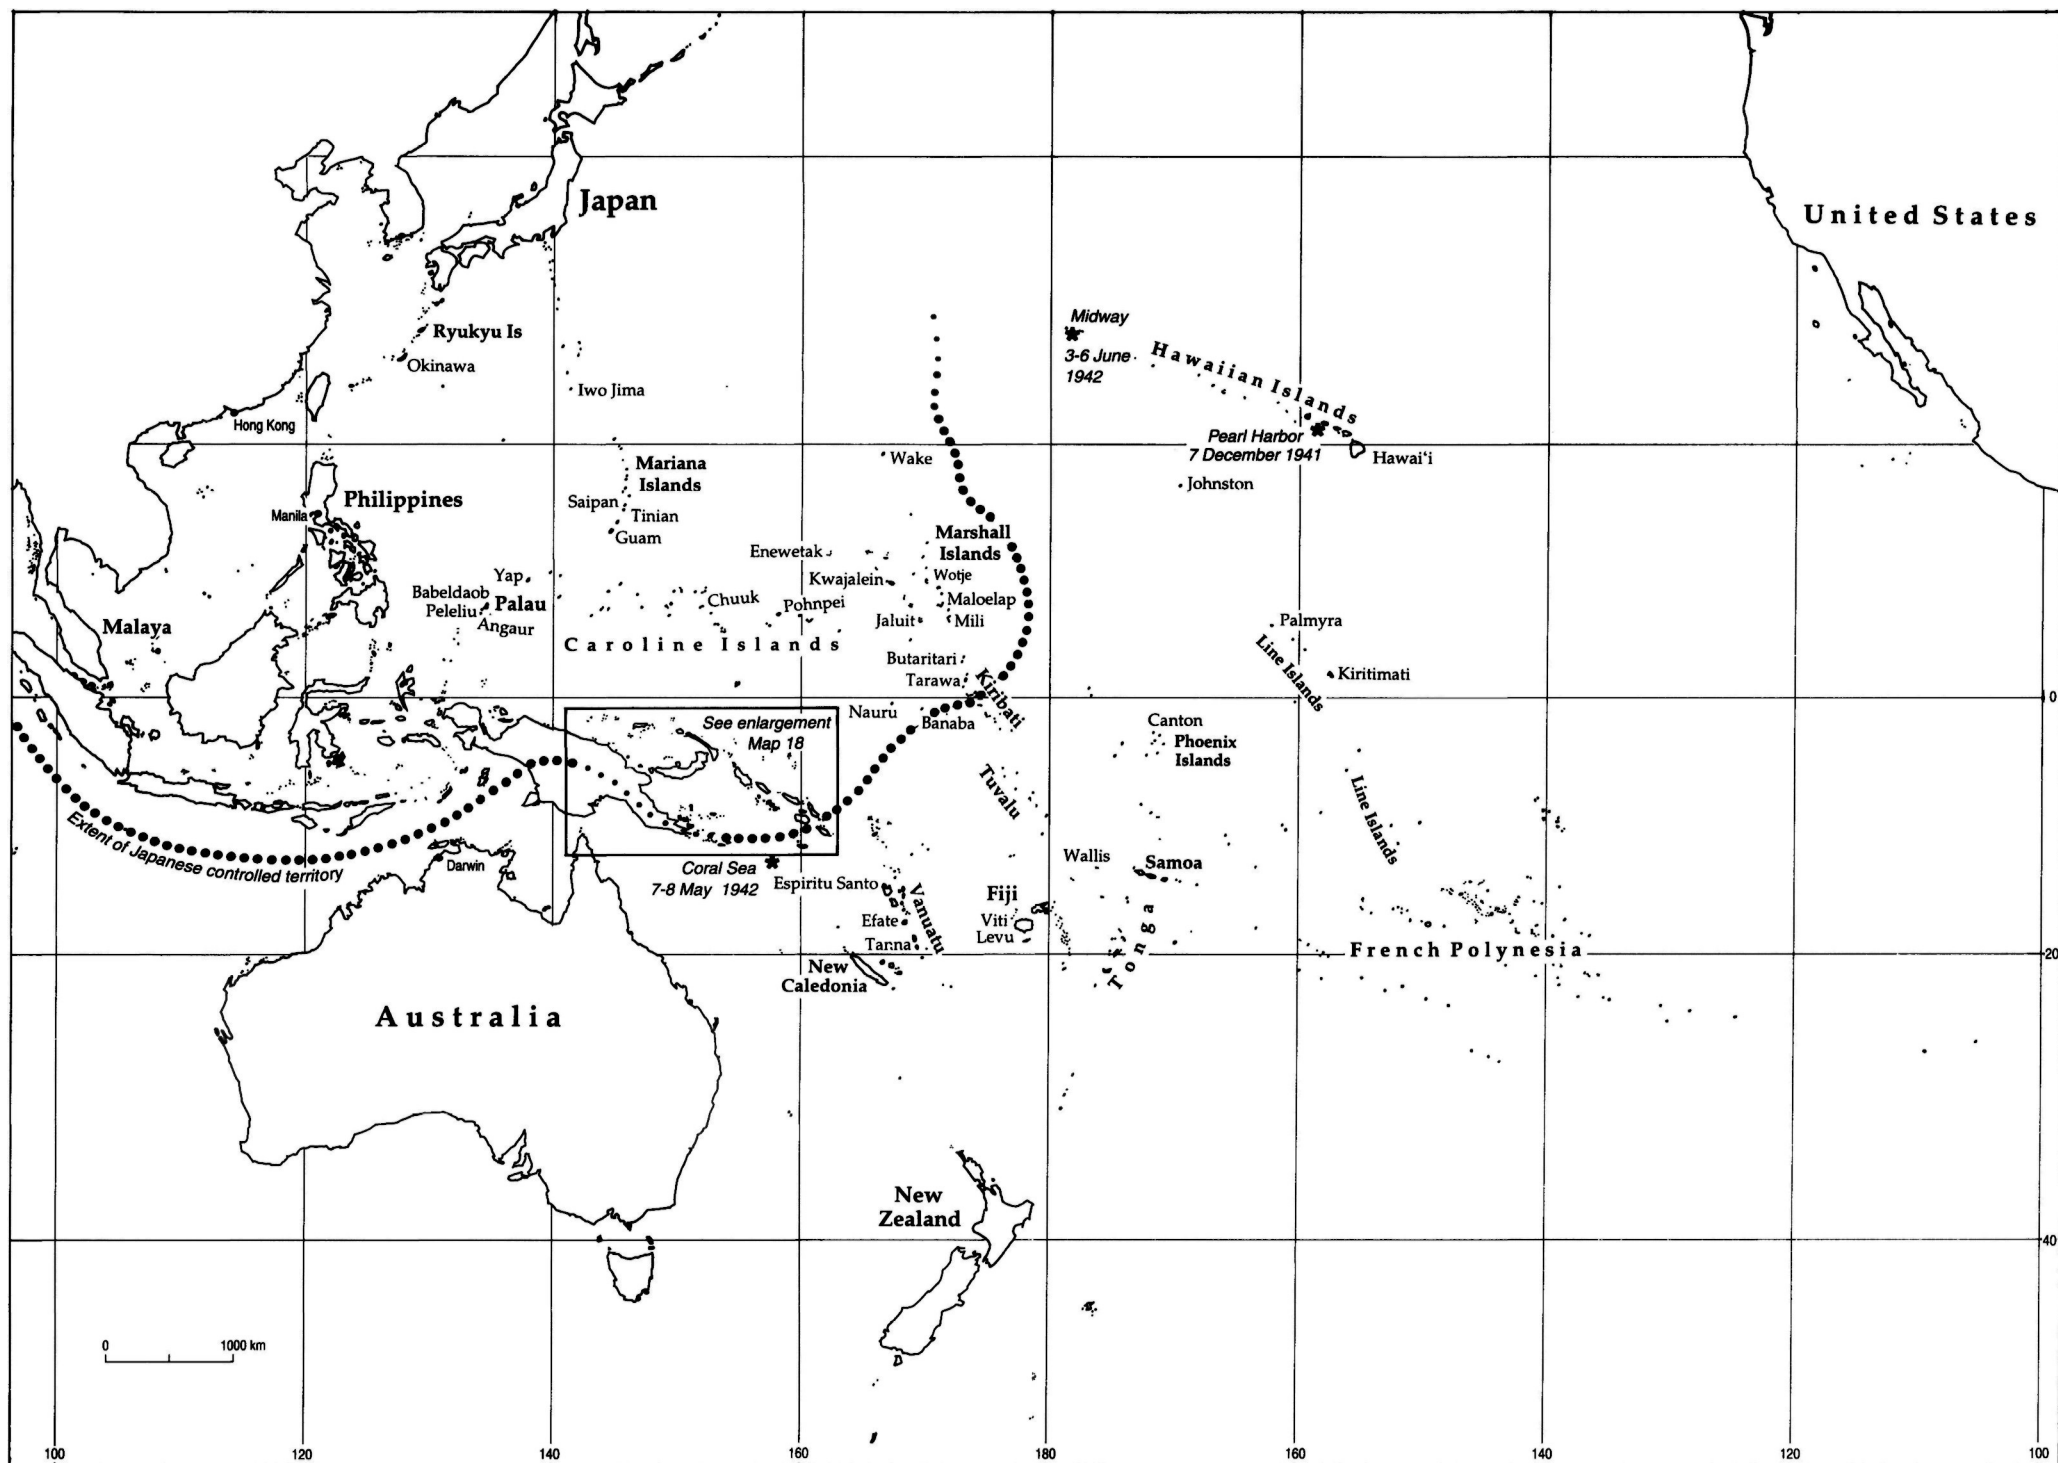 Japan
United States
Midway
3-6 June
1942
Hawaiian Islands
Ryukyu Is
Okinawa
Iwo Jima
Hong Kong
Pearl Harbor
7 December 1941
Hawai‘i
Wake
Johnston
Mariana
Islands
Philippines
Manila
Saipan
Tinian
Guam
Marshall
Islands
Enewetak
Kwajalein
Wotje
Yap
Babeldaob
Palau
Peleliu
Angaur
Chuuk
Pohnpei
Maloelap
Jaluit
Mili
Malaya
Caroline Islands
Palmyra
Line Islands
Kiritimati
Butaritari
Tarawa
Kiribati
0
Nauru
Banaba
See enlargement
Map 18
Canton
Phoenix
Islands
Tuvalu
Line Islands
Extent of Japanese controlled territory
Darwin
Coral Sea
7-8 May 1942
Wallis
Samoa
Espiritu Santo
Vanuatu
Fiji
Viti
Levu
Efate
Tanna
Tonga
French Polynesia
20
New
Caledonia
Australia
New
Zealand
40
0
1000 km
100
120
140
160
180
160
140
120
100